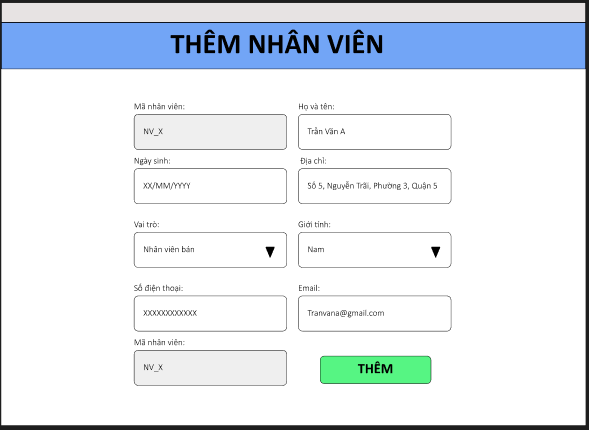 THÊM NHÂN VIÊN
Mã nhân viên:
Họ và tên:
NV_X
Trần Văn A
Ngày sinh:
Địa chỉ:
XX/MM/YYYY
Số 5, Nguyễn Trãi, Phường 3, Quận 5
Vai trò:
Giới tính:
Nhân viên bán
Nam
Số điện thoại:
Email:
XXXXXXXXXXXX
Tranvana@gmail.com
Mã nhân viên:
NV_X
THÊM